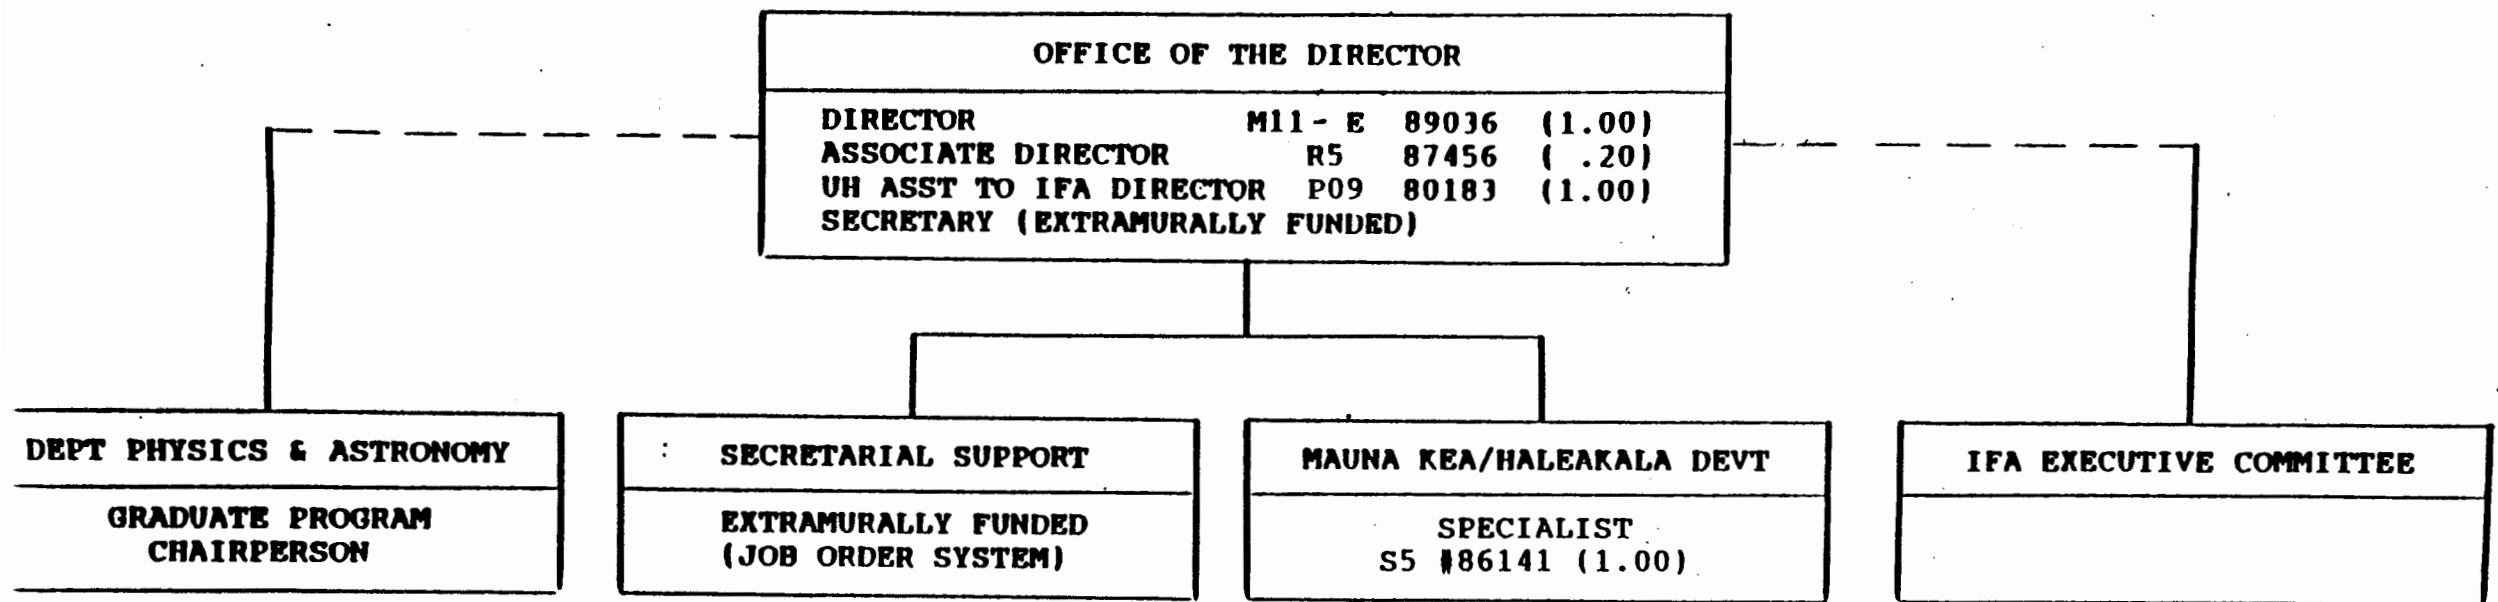 OFFICE OF THE DIRECTOR
DIRECTOR M11- E 89036 (1.00)
ASSOCIATE DIRECTOR R5 87456 ( .20)
UH ASST TO IFA DIRECTOR P09 80183 (1.00)
SECRETARY (EXTRAMURALLY FUNDED)
DEPT PHYSICS & ASTRONOMY
GRADUATE PROGRAM
CHAIRPERSON
SECRETARIAL SUPPORT
EXTRAMURALLY FUNDED
(JOB ORDER SYSTEM)
MAUNA KEA/HALEAKALA DEVT
SPECIALIST
S5 #86141 (1.00)
IFA EXECUTIVE COMMITTEE